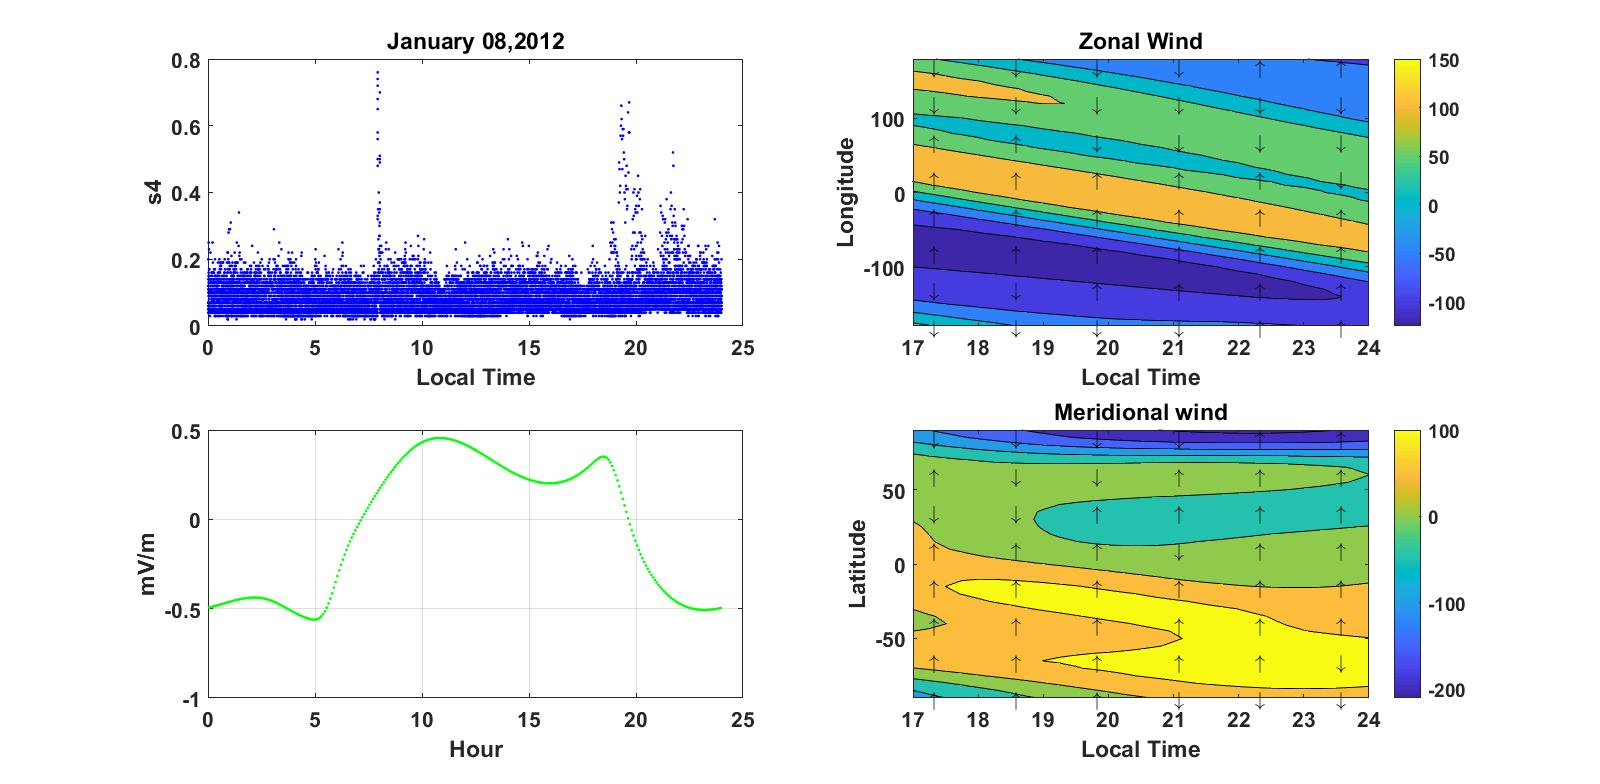 January 08,2012
0.8
0.6
0.4
0.2
0
s4
0 5 10 15 20 25
Local Time
Zonal Wind
100
0
-100
Longitude
17 18 19 20 21 22 23 24
Local Time
150
100
50
0
-50
-100
0.5
0
-0.5
-1
mV/m
0 5 10 15 20 25
Hour
Meridional wind
50
0
-50
Latitude
17 18 19 20 21 22 23 24
Local Time
100
0
-100
-200